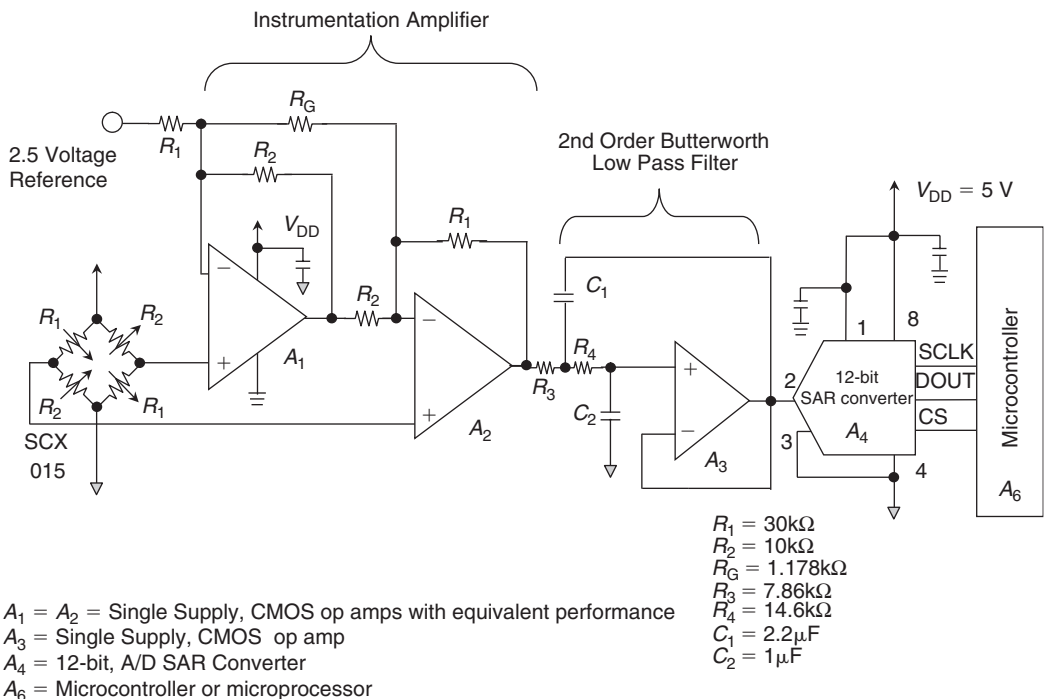 Instrumentation Amplifier
RG
R1
2.5 Voltage
Reference
R2
2nd Order Butterworth
Low Pass Filter
VDD = 5 V
VDD
R1
C1
R2
−
+
A1
−
+
A2
R1
R2
R2
R1
SCX
015
R3
R4
C2
+
−
A3
1
8
2
3
4
12-bit
SAR converter
A4
SCLK
DOUT
CS
Microcontroller
A6
R1 = 30kΩ
R2 = 10kΩ
RG = 1.178kΩ
R3 = 7.86kΩ
R4 = 14.6kΩ
C1 = 2.2μF
C2 = 1μF
A1 = A2 = Single Supply, CMOS op amps with equivalent performance
A3 = Single Supply, CMOS op amp
A4 = 12-bit, A/D SAR Converter
A6 = Microcontroller or microprocessor